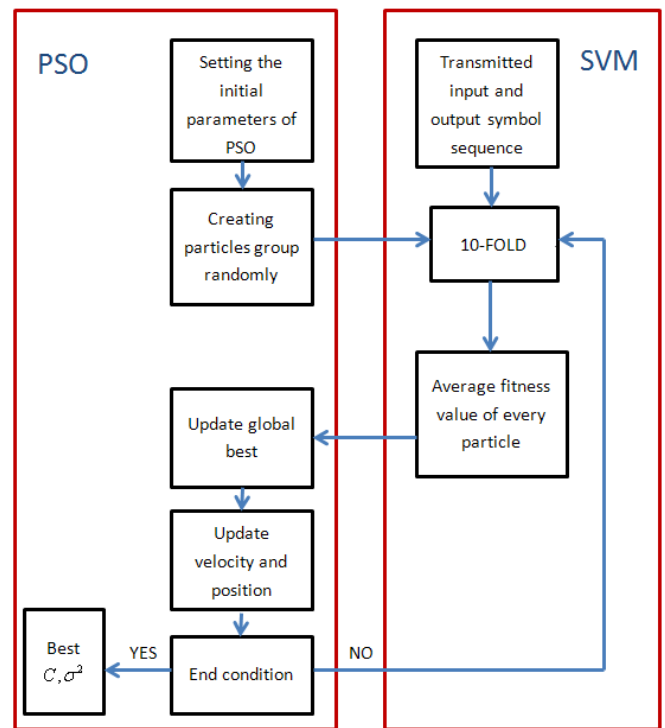 PSO
Setting the
initial
parameters of
PSO
Creating
particles group
randomly
Update global
best
Update
velocity and
position
End condition
YES
Best
C,σ²
NO
SVM
Transmitted
input and
output symbol
sequence
10-FOLD
Average fitness
value of every
particle